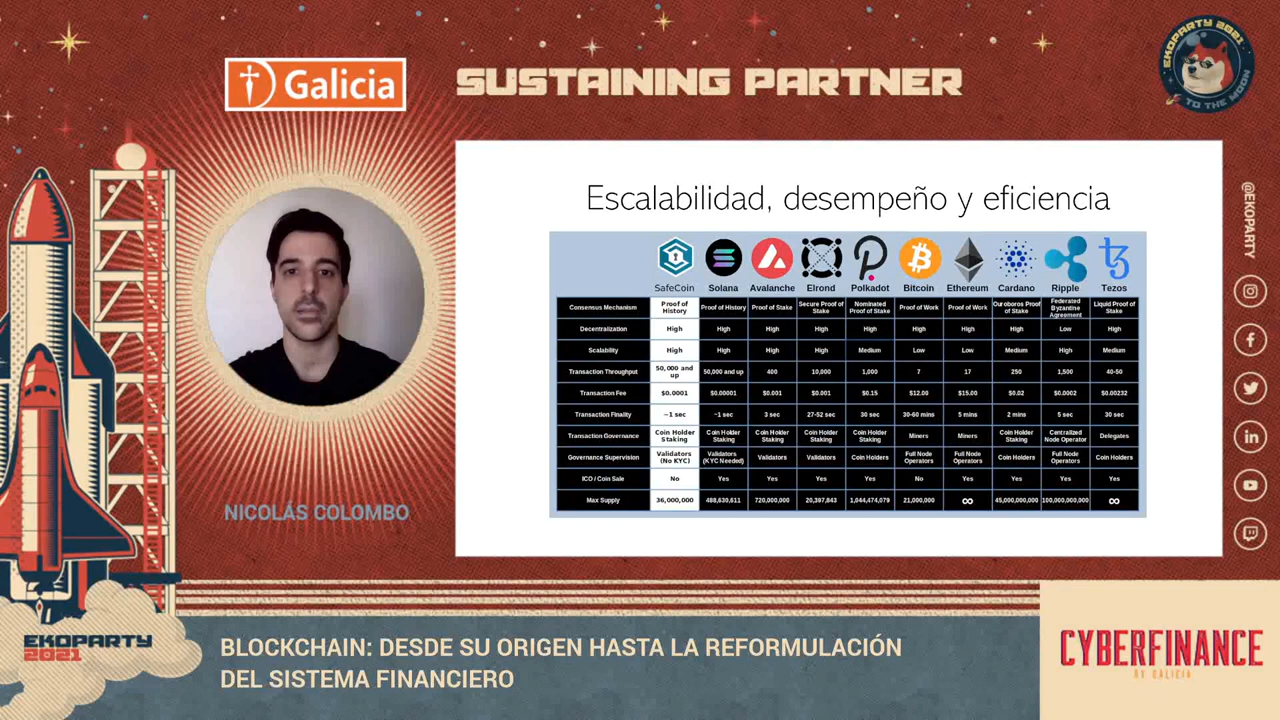 Galicia
SUSTAINING PARTNER
EKOPARTY 2021
TO THE MOON
@EKOPARTY
Escalabilidad, desempeño y eficiencia
SafeCoin Solana Avalanche Elrond Polkadot Bitcoin Ethereum Cardano Ripple Tezos
Consensus Mechanism Proof of History Proof of History Proof of Stake Secure Proof of Stake Nominated Proof of Stake Proof of Work Proof of Work Ouroboros Proof of Stake Federated Byzantine Agreement Liquid Proof of Stake
Decentralization High High High High High High High High Low High
Scalability High High High High Medium Low Low Medium High Medium
Transaction Throughput 50,000 and up 50,000 and up 400 10,000 1,000 7 17 250 1,500 40-50
Transaction Fee $0.0001 $0.00001 $0.001 $0.001 $0.15 $12.00 $15.00 $0.02 $0.0002 $0.00232
Transaction Finality ~1 sec ~1 sec 3 sec 27-52 sec 30 sec 30-60 mins 5 mins 2 mins 5 sec 30 sec
Transaction Governance Coin Holder Staking Coin Holder Staking Coin Holder Staking Coin Holder Staking Coin Holder Staking Miners Miners Coin Holder Staking Centralized Node Operator Delegates
Governance Supervision Validators (No KYC) Validators (KYC Needed) Validators Validators Coin Holders Full Node Operators Full Node Operators Coin Holders Full Node Operators Coin Holders
ICO / Coin Sale No Yes Yes Yes Yes No Yes Yes Yes Yes
Max Supply 36,000,000 488,630,611 720,000,000 20,397,843 1,044,474,079 21,000,000 ∞ 45,000,000,000 100,000,000,000 ∞
NICOLÁS COLOMBO
EKOPARTY
2021
BLOCKCHAIN: DESDE SU ORIGEN HASTA LA REFORMULACIÓN
DEL SISTEMA FINANCIERO
CYBERFINANCE
BY GALICIA